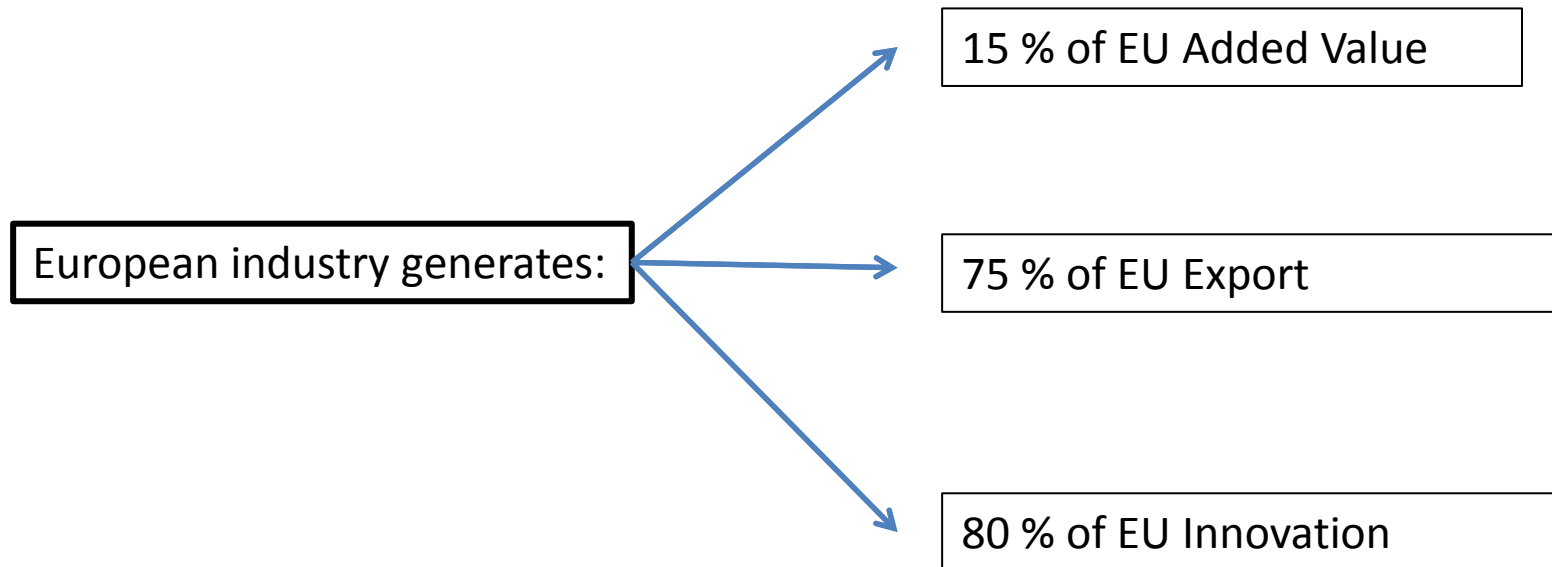 15 % of EU Added Value
European industry generates:
75 % of EU Export
80 % of EU Innovation